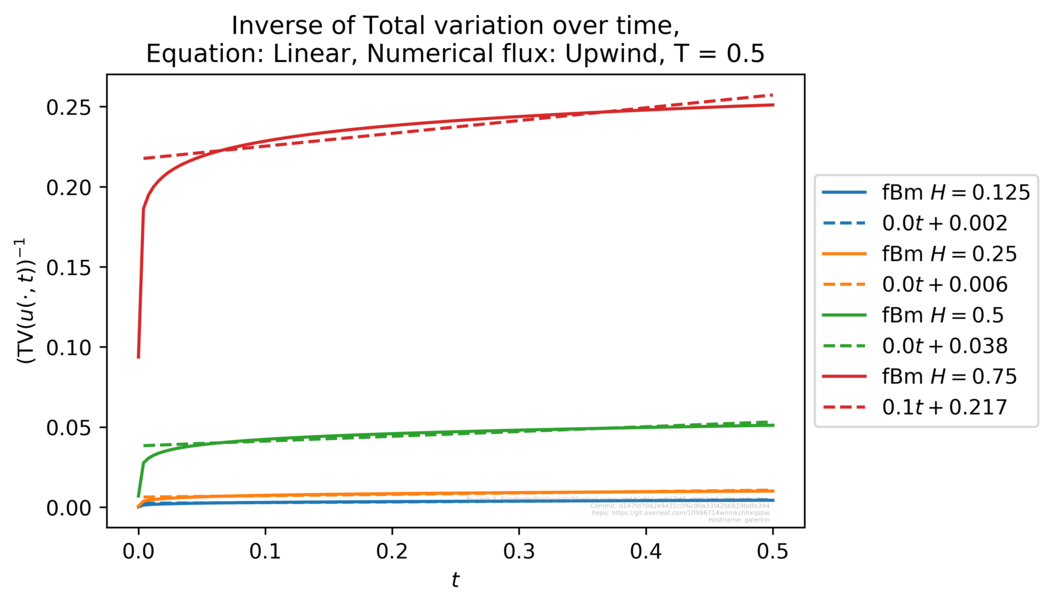 Inverse of Total variation over time,
Equation: Linear, Numerical flux: Upwind, T = 0.5
0.25
0.20
0.15
0.10
0.05
0.00
(TV(u(·, t))⁻¹
0.0
0.1
0.2
0.3
0.4
0.5
t
fBm H = 0.125
0.0t + 0.002
fBm H = 0.25
0.0t + 0.006
fBm H = 0.5
0.0t + 0.038
fBm H = 0.75
0.1t + 0.217
Hostname: galerkin